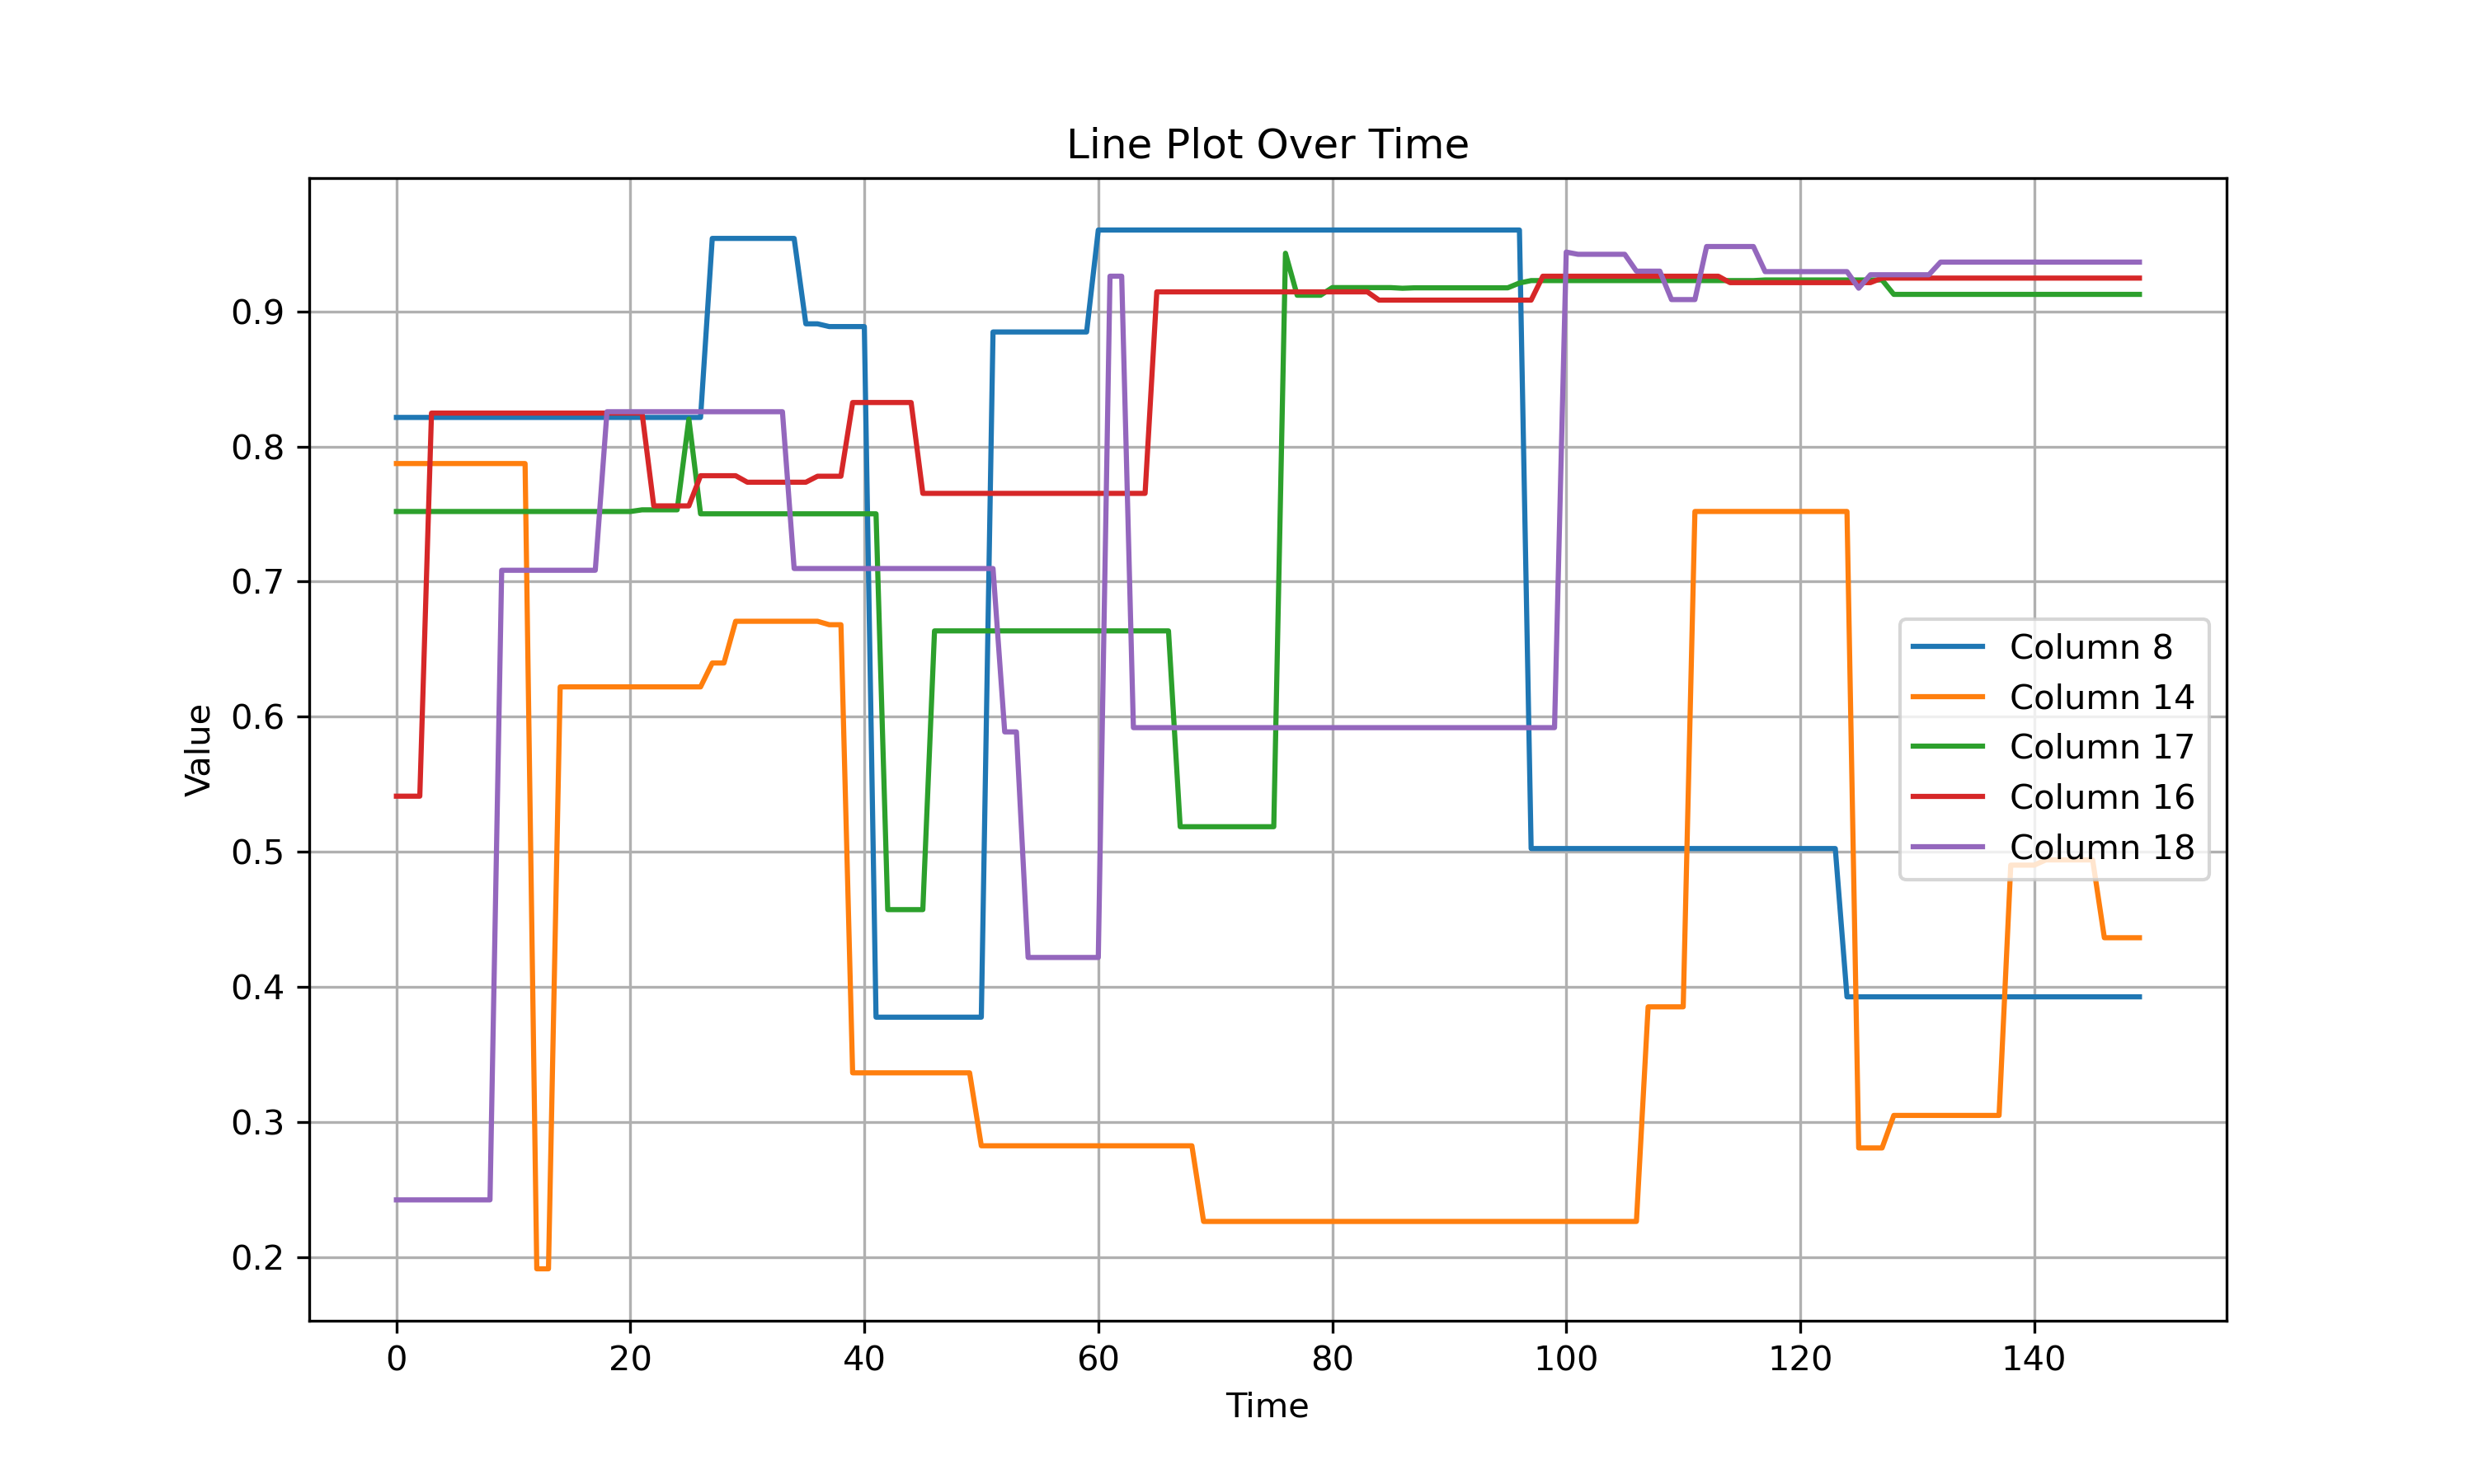 Line Plot Over Time
Value
0.9
0.8
0.7
0.6
0.5
0.4
0.3
0.2
Column 8
Column 14
Column 17
Column 16
Column 18
0 20 40 60 80 100 120 140
Time